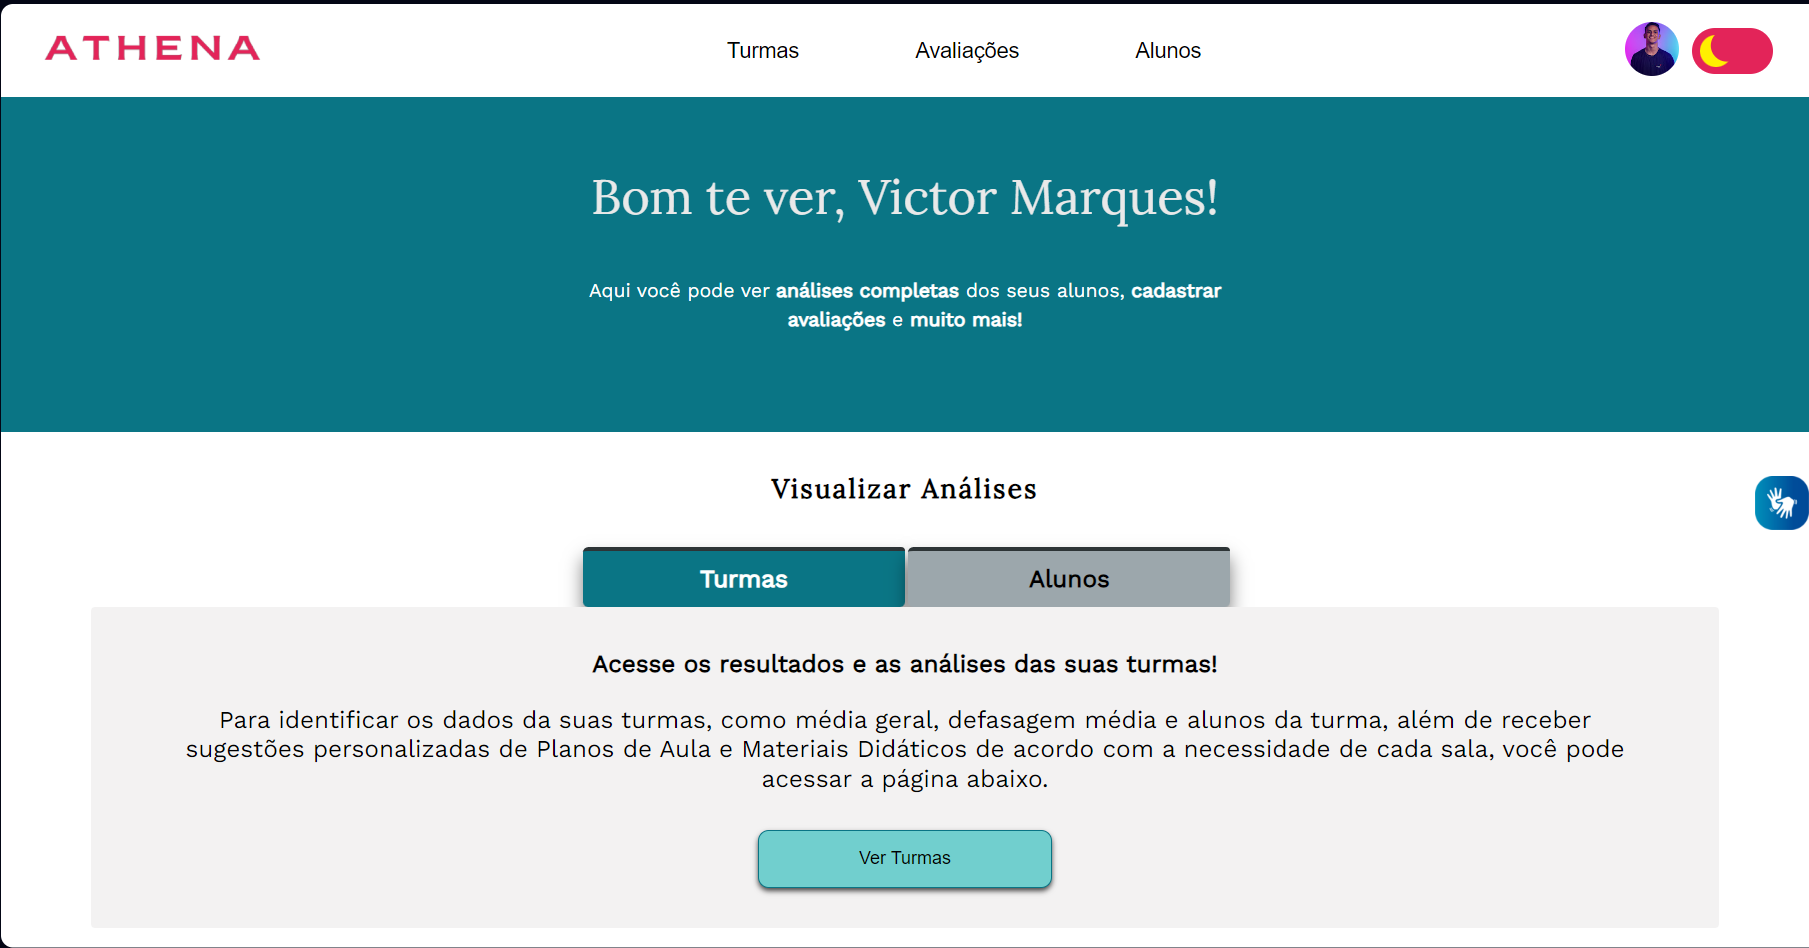 ATHENA
Turmas
Avaliações
Alunos
Bom te ver, Victor Marques!
Aqui você pode ver análises completas dos seus alunos, cadastrar
avaliações e muito mais!
Visualizar Análises
Turmas
Alunos
Acesse os resultados e as análises das suas turmas!
Para identificar os dados da suas turmas, como média geral, defasagem média e alunos da turma, além de receber
sugestões personalizadas de Planos de Aula e Materiais Didáticos de acordo com a necessidade de cada sala, você pode
acessar a página abaixo.
Ver Turmas